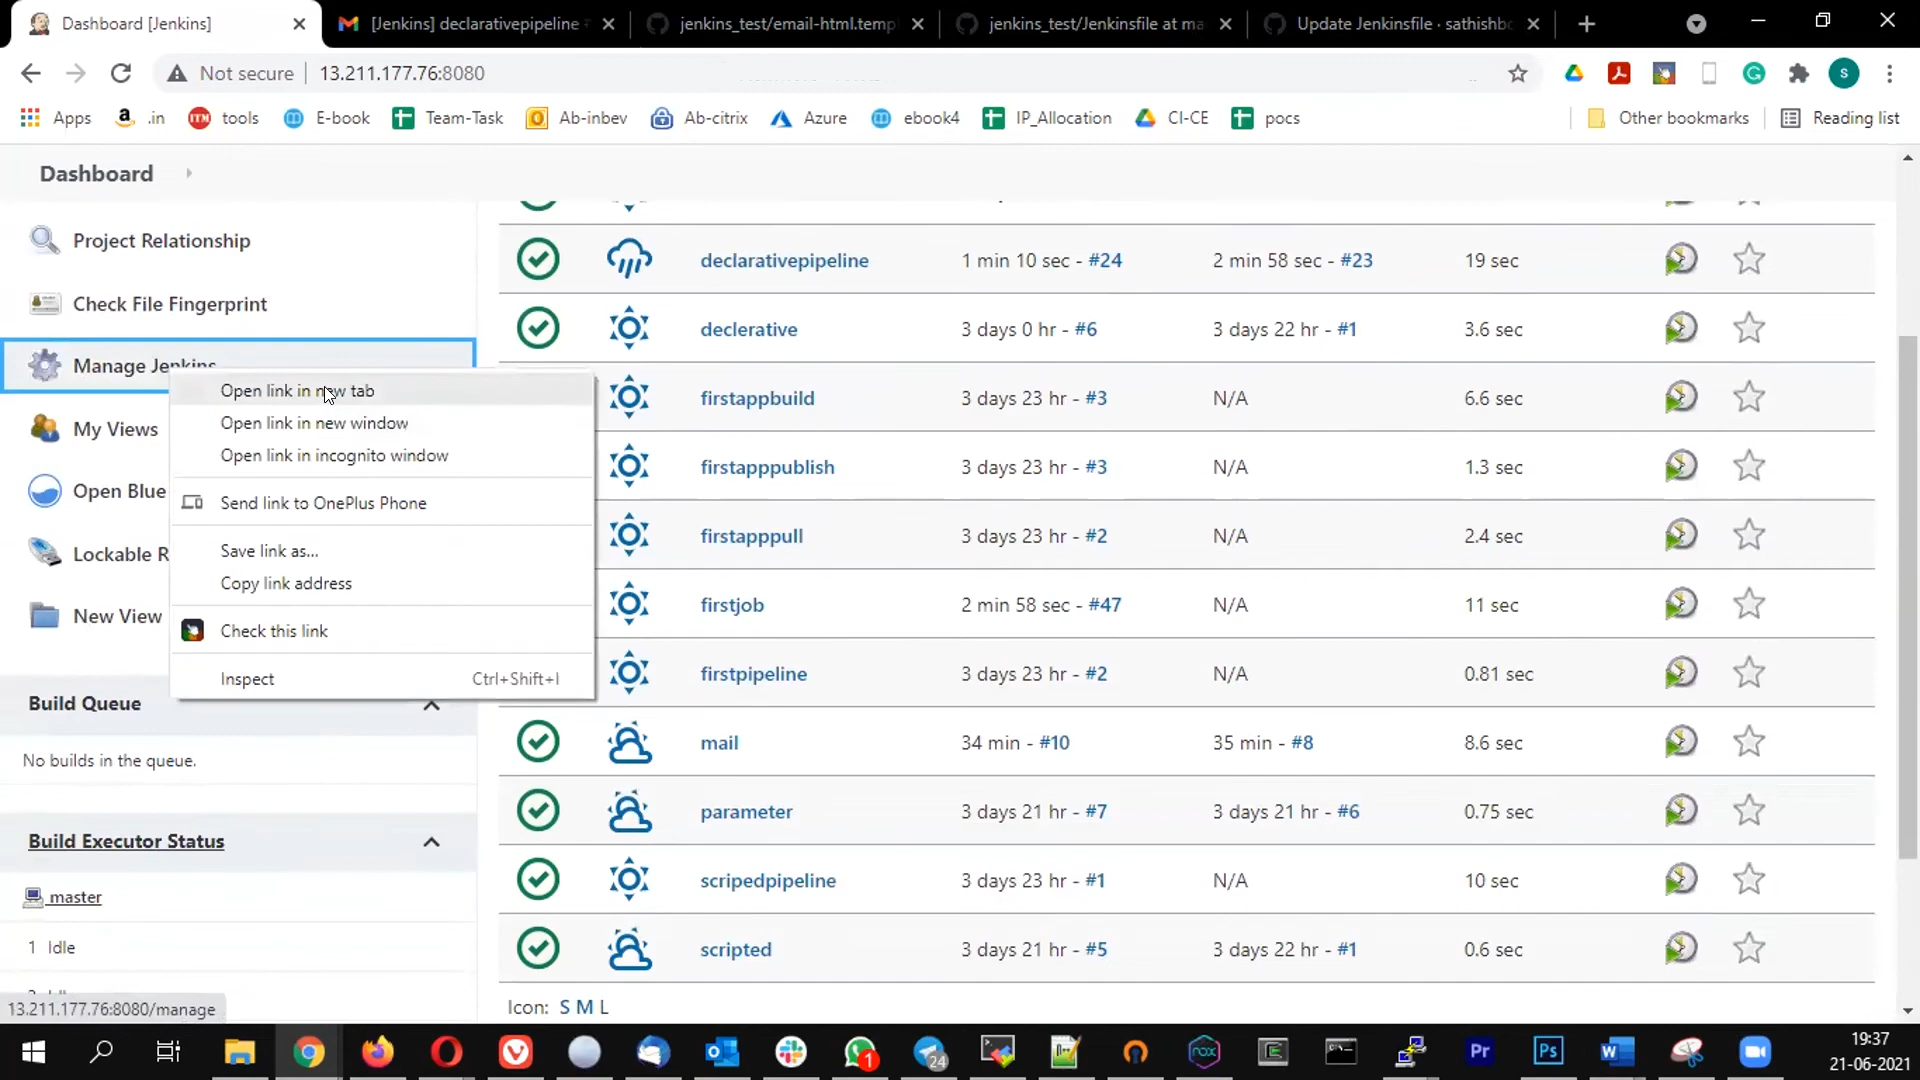 Dashboard [Jenkins]
[Jenkins] declarativepipeline
jenkins_test/email-html.temp
jenkins_test/Jenkinsfile at ma
Update Jenkinsfile · sathishb
Not secure
13.211.177.76:8080
Apps
.in
tools
E-book
Team-Task
Ab-inbev
Ab-citrix
Azure
ebook4
IP_Allocation
CI-CE
pocs
Other bookmarks
Reading list
Dashboard
Project Relationship
Check File Fingerprint
Manage Jenkins
My Views
Open Blue
Lockable R
New View
Open link in new tab
Open link in new window
Open link in incognito window
Send link to OnePlus Phone
Save link as...
Copy link address
Check this link
Inspect Ctrl+Shift+I
Build Queue
No builds in the queue.
Build Executor Status
master
1 Idle
13.211.177.76:8080/manage
declarativepipeline 1 min 10 sec - #24 2 min 58 sec - #23 19 sec
declerative 3 days 0 hr - #6 3 days 22 hr - #1 3.6 sec
firstappbuild 3 days 23 hr - #3 N/A 6.6 sec
firstapppublish 3 days 23 hr - #3 N/A 1.3 sec
firstapppull 3 days 23 hr - #2 N/A 2.4 sec
firstjob 2 min 58 sec - #47 N/A 11 sec
firstpipeline 3 days 23 hr - #2 N/A 0.81 sec
mail 34 min - #10 35 min - #8 8.6 sec
parameter 3 days 21 hr - #7 3 days 21 hr - #6 0.75 sec
scripedpipeline 3 days 23 hr - #1 N/A 10 sec
scripted 3 days 21 hr - #5 3 days 22 hr - #1 0.6 sec
Icon: S M L
1
24
nox
Pr
Ps
19:37
21-06-2021